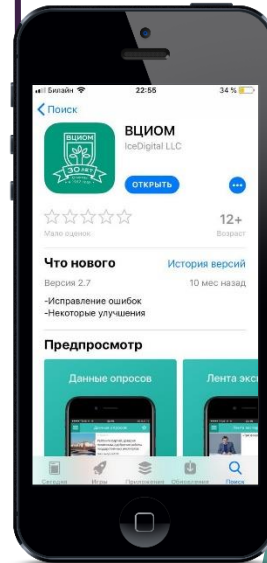 Билайн 22:55 34 %
Поиск
ВЦИОМ
30 ЛЕТ
ВЦИОМ
IceDigital LLC
ОТКРЫТЬ
12+
Мало оценок
Возраст
Что нового История версий
Версия 2.7 10 мес назад
-Исправление ошибок
-Некоторые улучшения
Предпросмотр
Данные опросов Лента экс
Сегодня Игры Приложения Обновления Поиск